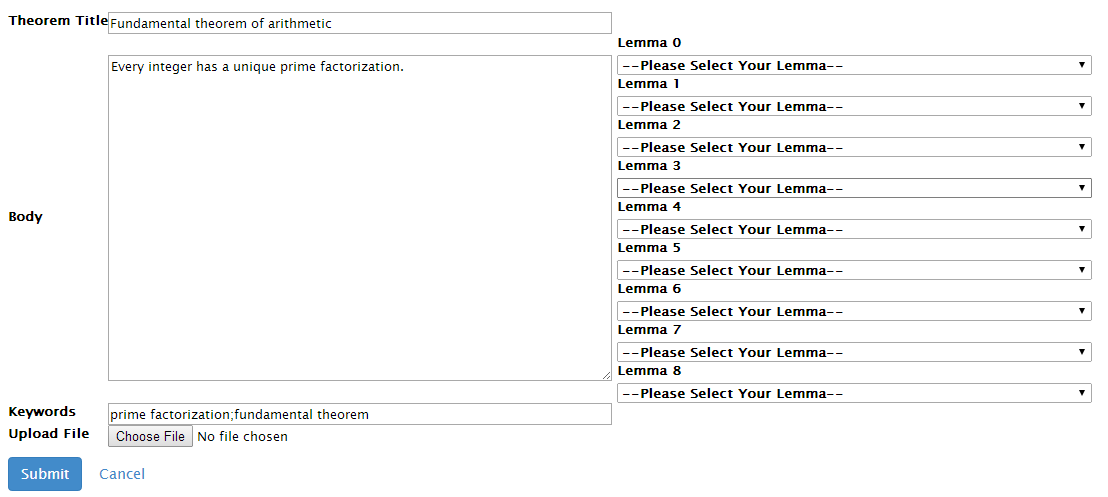 Theorem Title Fundamental theorem of arithmetic
Lemma 0
Every integer has a unique prime factorization.
--Please Select Your Lemma--
Lemma 1
--Please Select Your Lemma--
Lemma 2
--Please Select Your Lemma--
Lemma 3
--Please Select Your Lemma--
Lemma 4
Body
--Please Select Your Lemma--
Lemma 5
--Please Select Your Lemma--
Lemma 6
--Please Select Your Lemma--
Lemma 7
--Please Select Your Lemma--
Lemma 8
--Please Select Your Lemma--
Keywords prime factorization;fundamental theorem
Upload File Choose File No file chosen
Submit Cancel